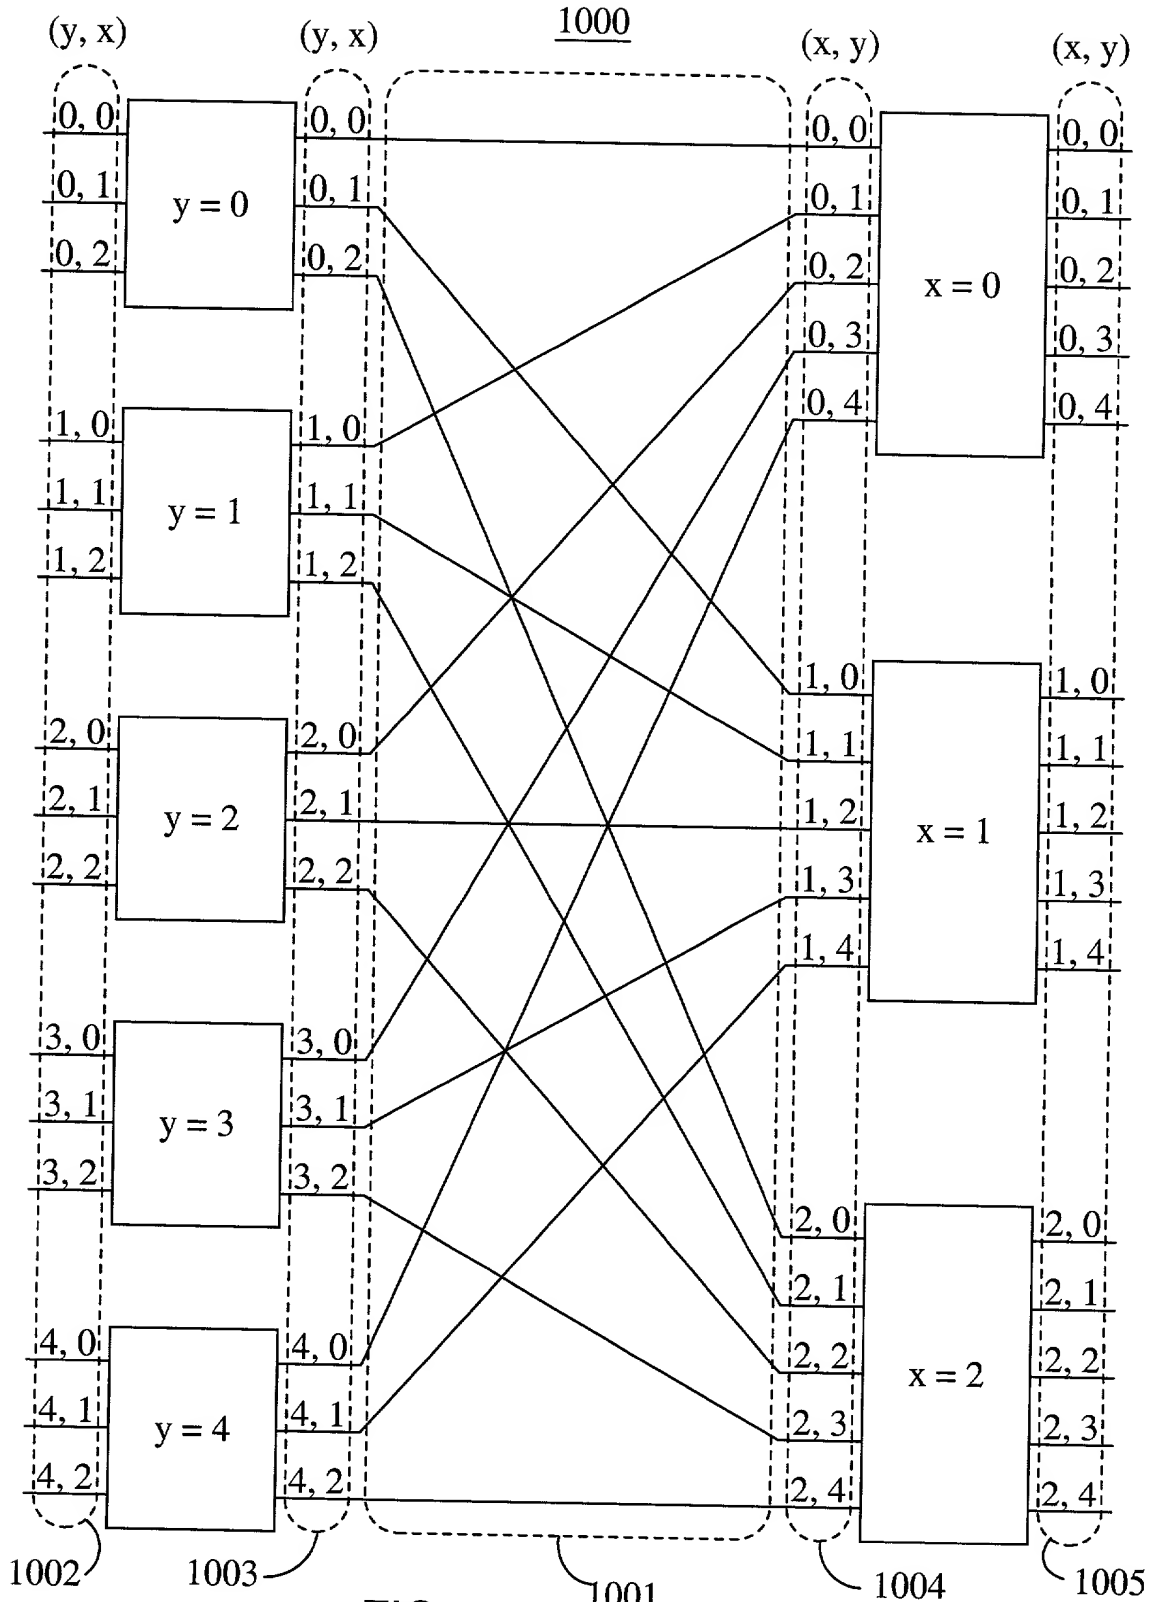 1000
(y, x) (y, x) (x, y) (x, y)
0, 0 0, 0 0, 0 0, 0
0, 1 y = 0 0, 1 0, 1 0, 1
0, 2 0, 2 0, 2 x = 0 0, 2
0, 3 0, 3
0, 4 0, 4
1, 0 1, 0
1, 1 y = 1 1, 1
1, 2 1, 2
1, 0 1, 0
2, 0 2, 0 1, 1 1, 1
2, 1 y = 2 2, 1 1, 2 x = 1 1, 2
2, 2 2, 2 1, 3 1, 3
1, 4 1, 4
3, 0 3, 0
3, 1 y = 3 3, 1
3, 2 3, 2
2, 0 2, 0
2, 1 2, 1
4, 0 4, 0 2, 2 x = 2 2, 2
4, 1 y = 4 4, 1 2, 3 2, 3
4, 2 4, 2 2, 4 2, 4
1002 1003 1001 1004 1005